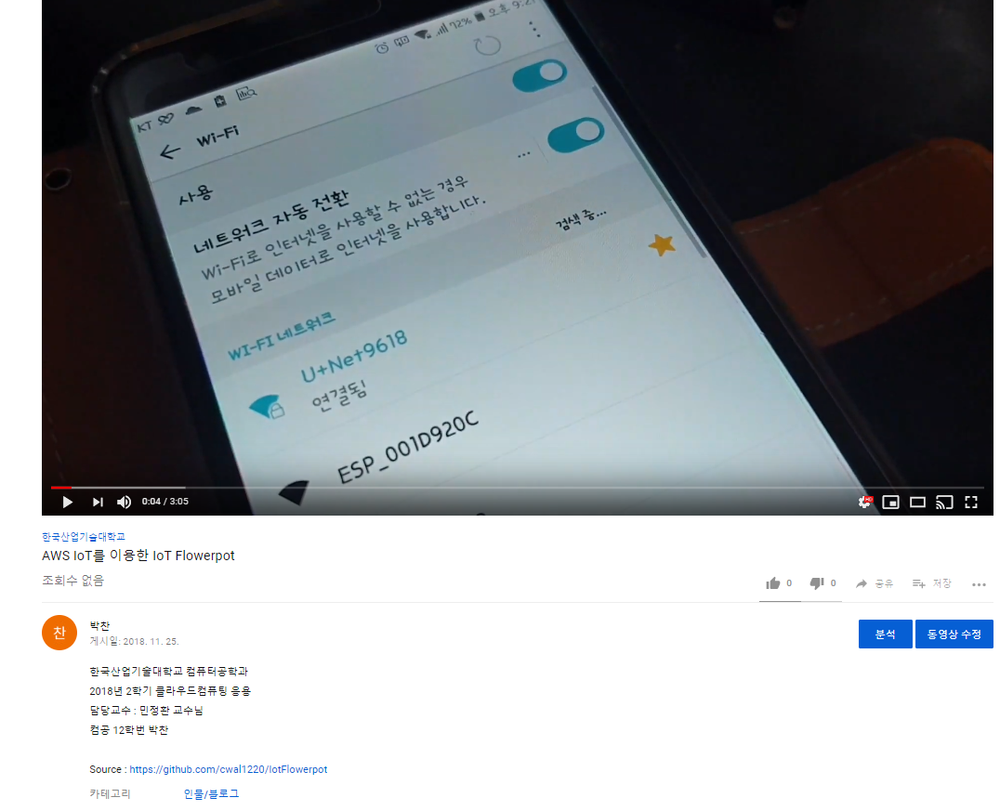 KT
72% 오후 9:21
Wi-Fi
사용
네트워크 자동 전환
Wi-Fi로 인터넷을 사용할 수 없는 경우
모바일 데이터로 인터넷을 사용합니다.
...
WI-FI 네트워크
검색 중...
U+Net9618
연결됨
ESP_001D920C
0:04 / 3:05
HD
한국산업기술대학교
AWS IoT를 이용한 IoT Flowerpot
조회수 없음
0
0
공유
저장
찬
박찬
게시일: 2018. 11. 25.
분석
동영상 수정
한국산업기술대학교 컴퓨터공학과
2018년 2학기 클라우드컴퓨팅 응용
담당교수 : 민정환 교수님
컴공 12학번 박찬
Source : https://github.com/cwal1220/IotFlowerpot
카테고리
인물/블로그